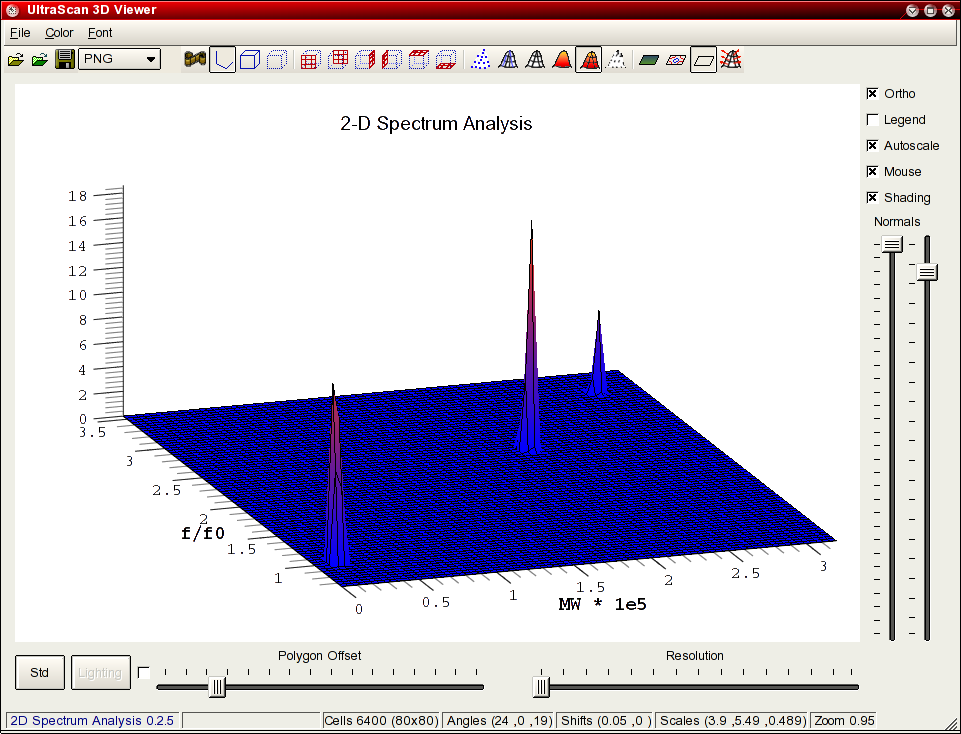 UltraScan 3D Viewer
File Color Font
PNG
Ortho
Legend
Autoscale
Mouse
Shading
Normals
2-D Spectrum Analysis
18
16
14
12
10
8
6
4
2
0
3.5
3
2.5
2
f/f0
1.5
1
0
0.5
1
1.5
MW * 1e5
2
2.5
3
Polygon Offset
Resolution
Std
Lighting
2D Spectrum Analysis 0.2.5
Cells 6400 (80x80)
Angles (24 ,0 ,19)
Shifts (0.05 ,0 )
Scales (3.9 ,5.49 ,0.489)
Zoom 0.95